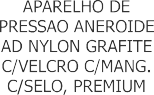 APARELHO DE
PRESSAO ANEROIDE
AD NYLON GRAFITE
C/VELCRO C/MANG.
C/SELO, PREMIUM